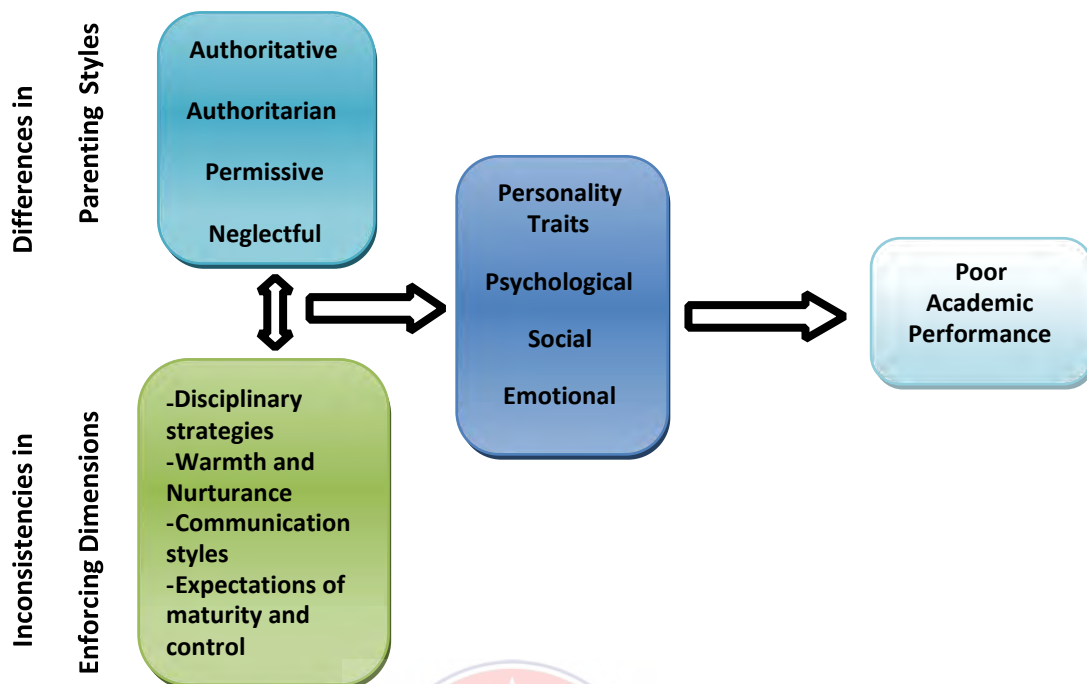 Differences in
Parenting Styles
Authoritative
Authoritarian
Permissive
Neglectful
Inconsistencies in
Enforcing Dimensions
-Disciplinary
strategies
-Warmth and
Nurturance
-Communication
styles
-Expectations of
maturity and
control
Personality
Traits
Psychological
Social
Emotional
Poor
Academic
Performance